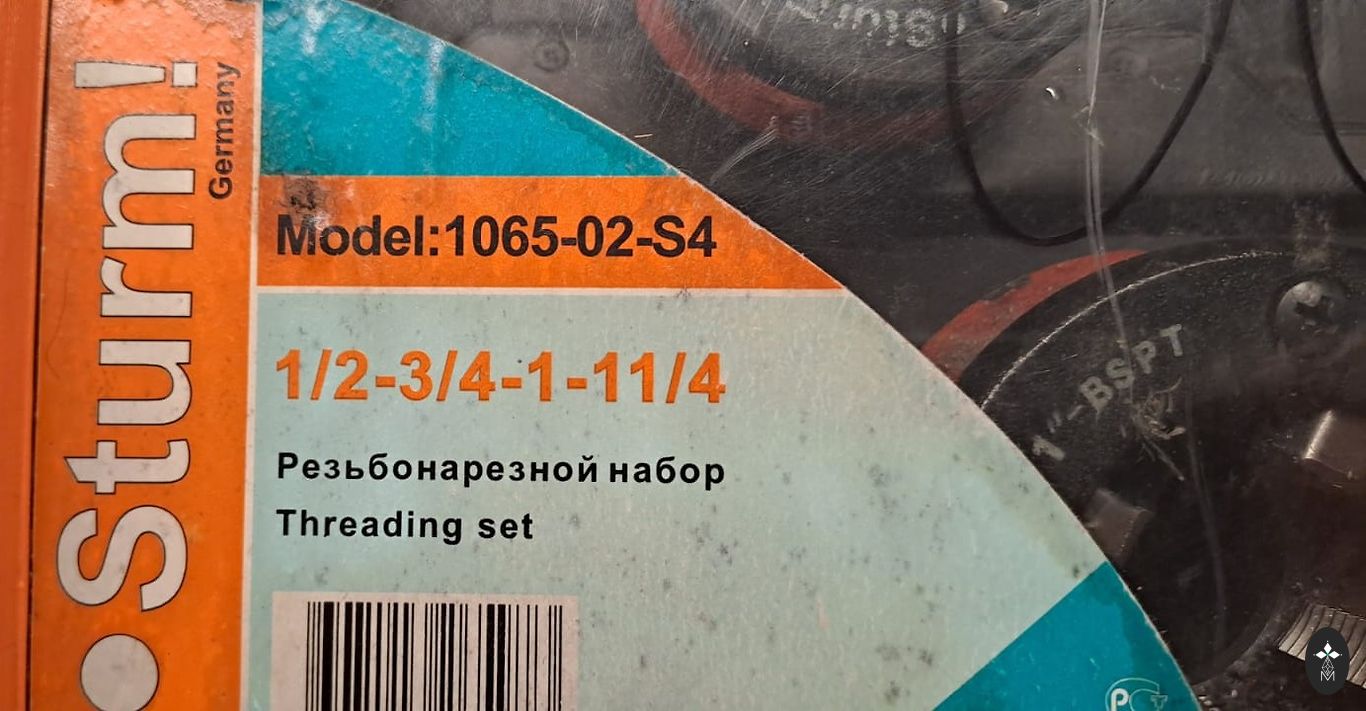 Sturm!
Germany
Model:1065-02-S4
1/2-3/4-1-11/4
Резьбонарезной набор
Threading set
1"-BSPT
"Sturm